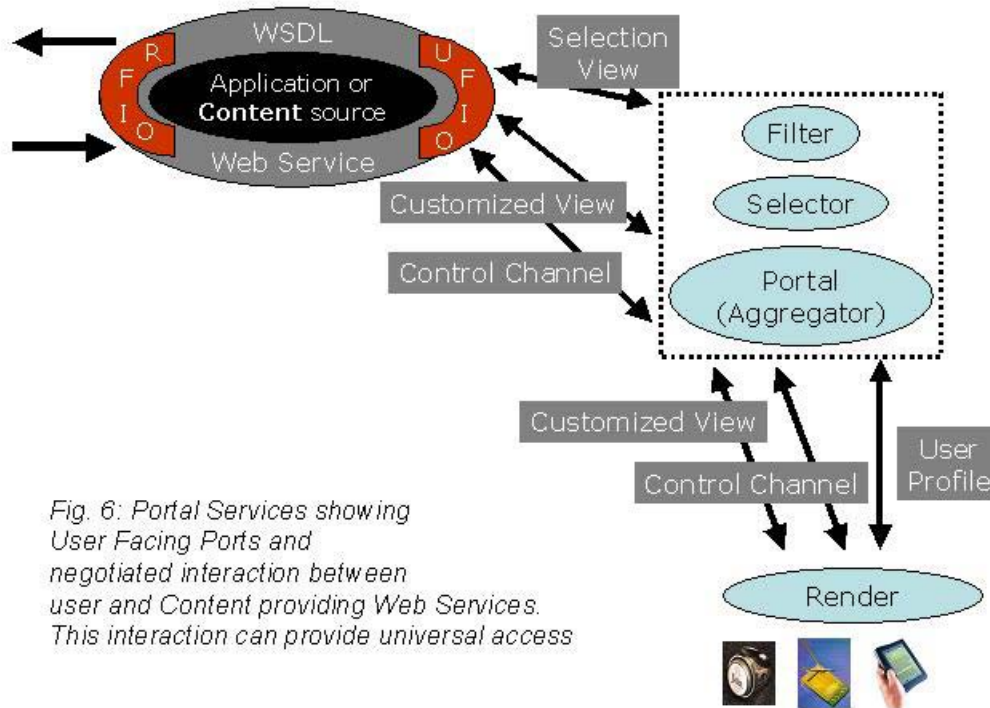 WSDL
R
F
I
O
Application or
Content source
U
F
I
O
Web Service
Selection
View
Filter
Selector
Portal
(Aggregator)
Customized View
Control Channel
Customized View
Control Channel
User
Profile
Render
Fig. 6: Portal Services showing
User Facing Ports and
negotiated interaction between
user and Content providing Web Services.
This interaction can provide universal access